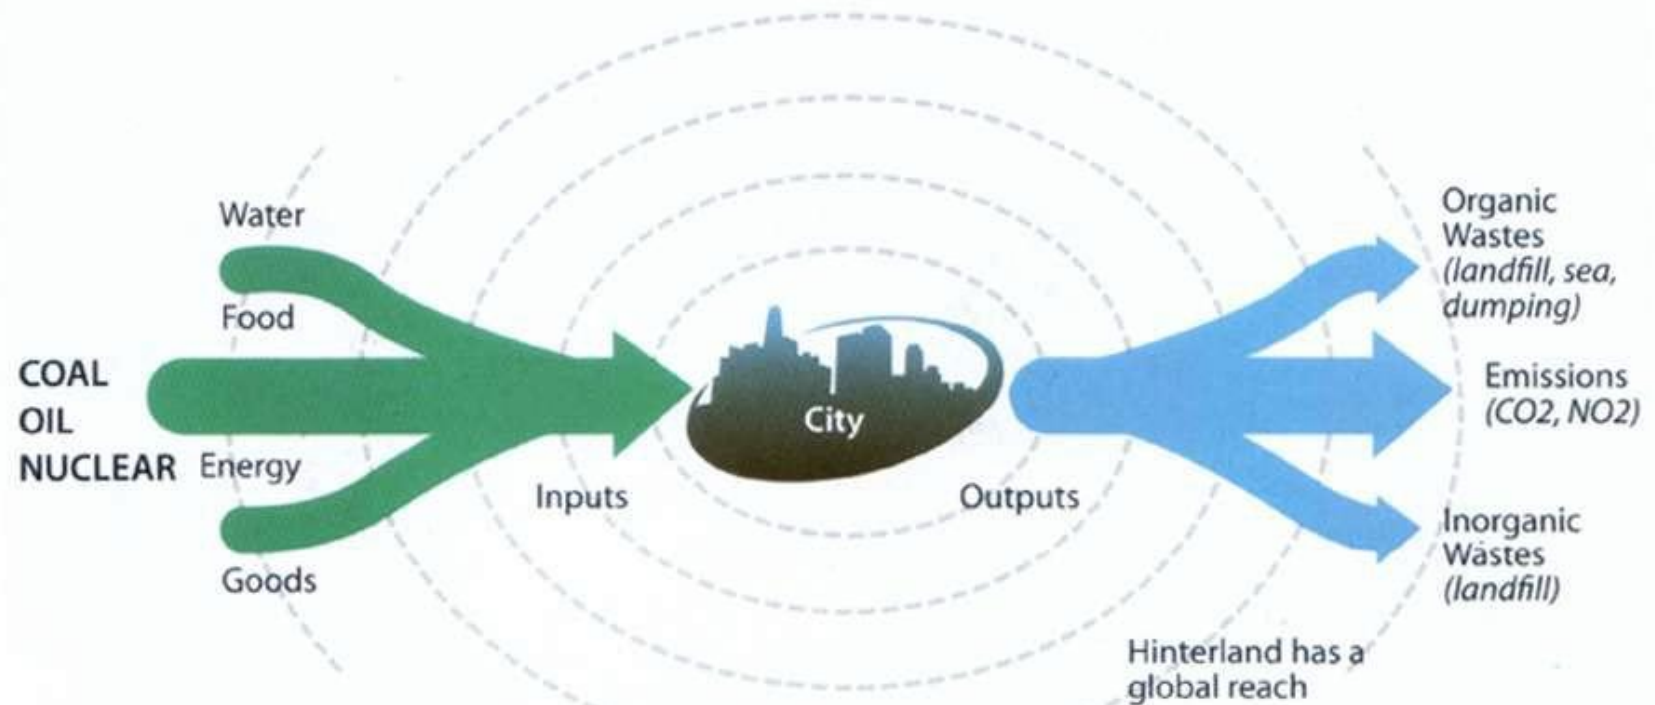 Water
Food
COAL
OIL
NUCLEAR
Energy
Goods
Inputs
City
Outputs
Organic
Wastes
(landfill, sea,
dumping)
Emissions
(CO2, NO2)
Inorganic
Wastes
(landfill)
Hinterland has a
global reach